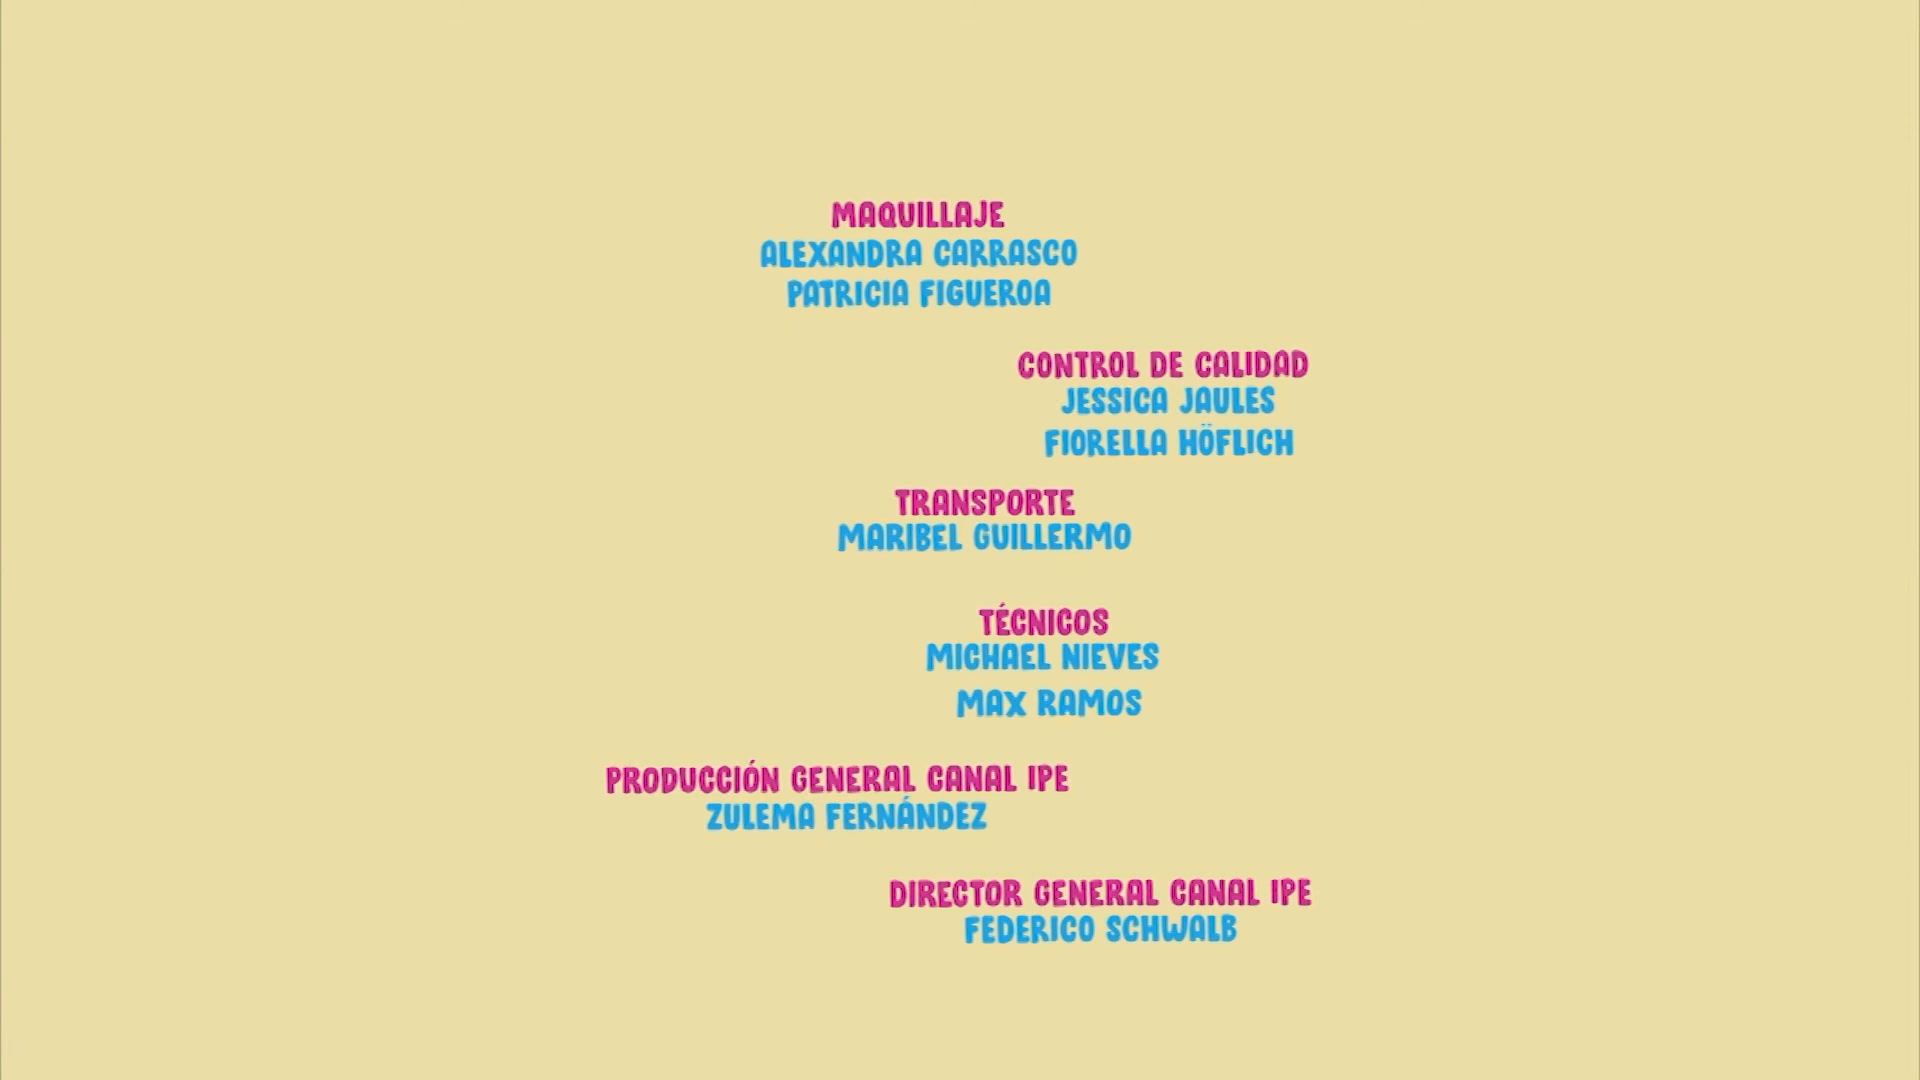 MAQUILLAJE
ALEXANDRA CARRASCO
PATRICIA FIGUEROA
CONTROL DE CALIDAD
JESSICA JAULES
FIORELLA HÖFLICH
TRANSPORTE
MARIBEL GUILLERMO
TÉCNICOS
MICHAEL NIEVES
MAX RAMOS
PRODUCCIÓN GENERAL CANAL IPE
ZULEMA FERNÁNDEZ
DIRECTOR GENERAL CANAL IPE
FEDERICO SCHWALB